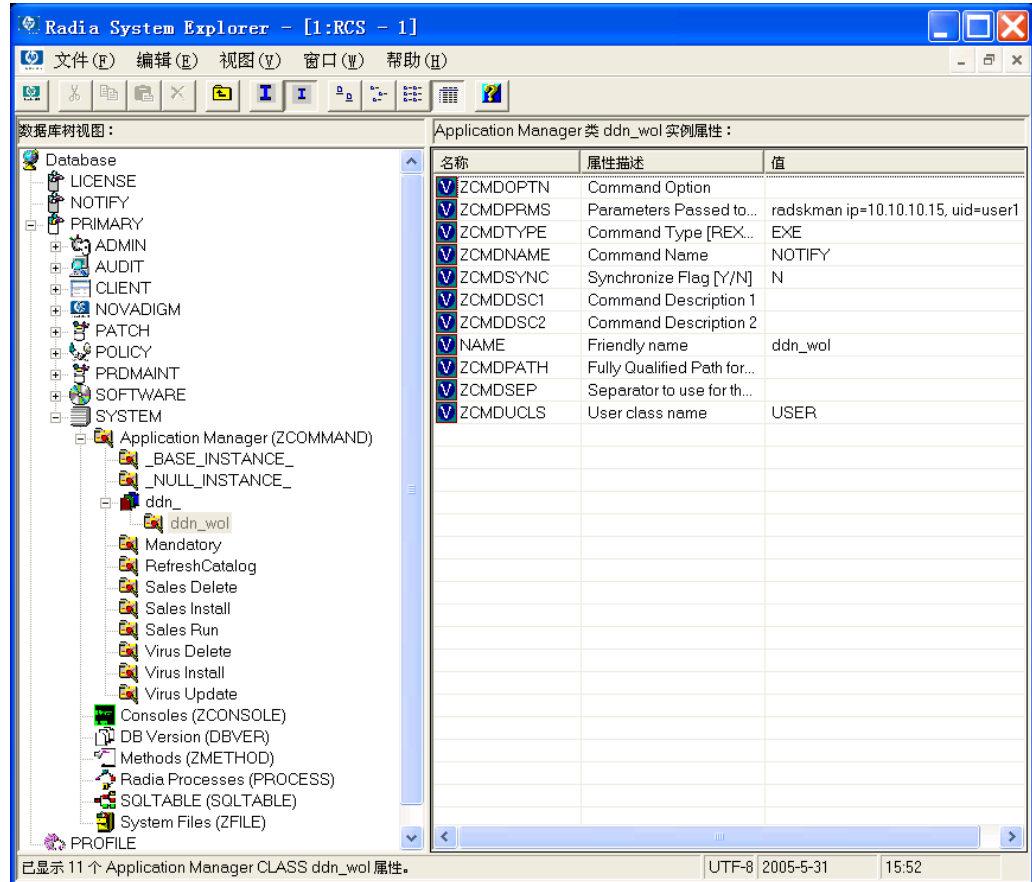 Radia System Explorer - [1:RCS - 1]
文件(F) 编辑(E) 视图(V) 窗口(W) 帮助(H)
数据库树视图：
Database
LICENSE
NOTIFY
PRIMARY
ADMIN
AUDIT
CLIENT
NOVADIGM
PATCH
POLICY
PRDMAINT
SOFTWARE
SYSTEM
Application Manager (ZCOMMAND)
_BASE_INSTANCE_
_NULL_INSTANCE_
ddn_
ddn_wol
Mandatory
RefreshCatalog
Sales Delete
Sales Install
Sales Run
Virus Delete
Virus Install
Virus Update
Consoles (ZCONSOLE)
DB Version (DBVER)
Methods (ZMETHOD)
Radia Processes (PROCESS)
SQLTABLE (SQLTABLE)
System Files (ZFILE)
PROFILE
Application Manager 类 ddn_wol 实例属性：
名称 属性描述 值
ZCMDOPTN Command Option
ZCMDPRMS Parameters Passed to... radskman ip=10.10.10.15, uid=user1
ZCMDTYPE Command Type [REX... EXE
ZCMDNAME Command Name NOTIFY
ZCMDSYNC Synchronize Flag [Y/N] N
ZCMDDSC1 Command Description 1
ZCMDDSC2 Command Description 2
NAME Friendly name ddn_wol
ZCMDPATH Fully Qualified Path for...
ZCMDSEP Separator to use for th...
ZCMDUCLS User class name USER
已显示 11 个 Application Manager CLASS ddn_wol 属性。 UTF-8 2005-5-31 15:52